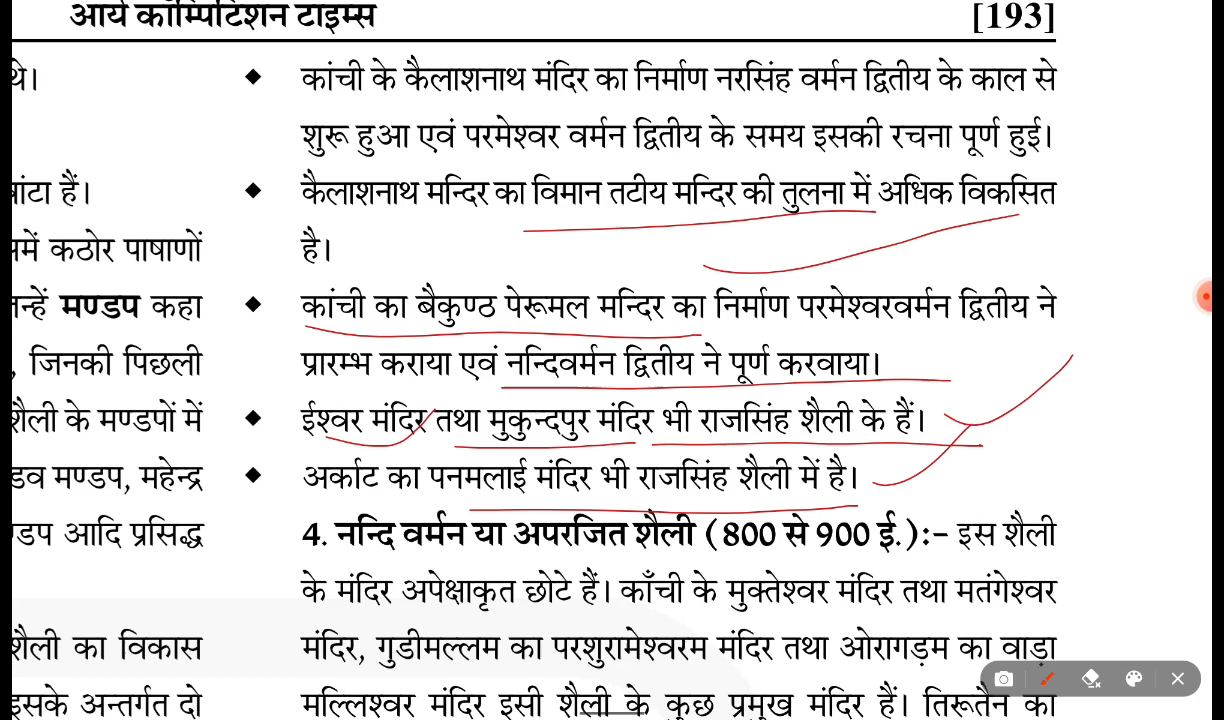 आर्य कॉम्पिटिशन टाइम्स [193]
थे।
बांटा हैं।
कठोर पाषाणों
मण्डप कहा
, जिनकी पिछली
शैली के मण्डपों में
मण्डप, महेन्द्र
आदि प्रसिद्ध
शैली का विकास
इसके अन्तर्गत दो
◆ कांची के कैलाशनाथ मंदिर का निर्माण नरसिंह वर्मन द्वितीय के काल से
शुरू हुआ एवं परमेश्वर वर्मन द्वितीय के समय इसकी रचना पूर्ण हुई।
◆ कैलाशनाथ मन्दिर का विमान तटीय मन्दिर की तुलना में अधिक विकसित
है।
◆ कांची का बैकुण्ठ पेरूमल मन्दिर का निर्माण परमेश्वरवर्मन द्वितीय ने
प्रारम्भ कराया एवं नन्दिवर्मन द्वितीय ने पूर्ण करवाया।
◆ ईश्वर मंदिर तथा मुकुन्दपुर मंदिर भी राजसिंह शैली के हैं।
◆ अर्काट का पनमलाई मंदिर भी राजसिंह शैली में है।
4. नन्दि वर्मन या अपरजित शैली (800 से 900 ई.):- इस शैली
के मंदिर अपेक्षाकृत छोटे हैं। काँची के मुक्तेश्वर मंदिर तथा मतंगेश्वर
मंदिर, गुडीमल्लम का परशुरामेश्वरम मंदिर तथा ओरागड़म का वाड़ा
मल्लिश्वर मंदिर इसी शैली के कुछ प्रमुख मंदिर हैं। तिरूतैन का